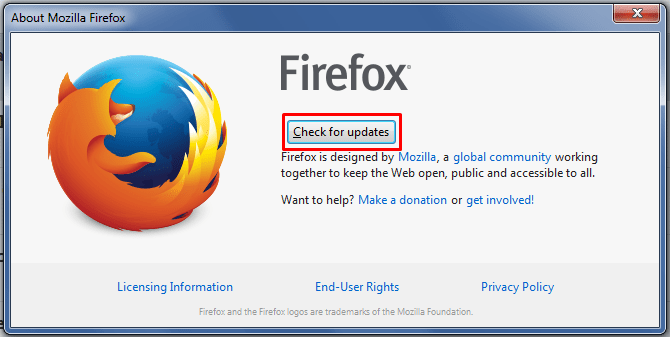 About Mozilla Firefox
Firefox®
Check for updates
Firefox is designed by Mozilla, a global community working
together to keep the Web open, public and accessible to all.
Want to help? Make a donation or get involved!
Licensing Information End-User Rights Privacy Policy
Firefox and the Firefox logos are trademarks of the Mozilla Foundation.